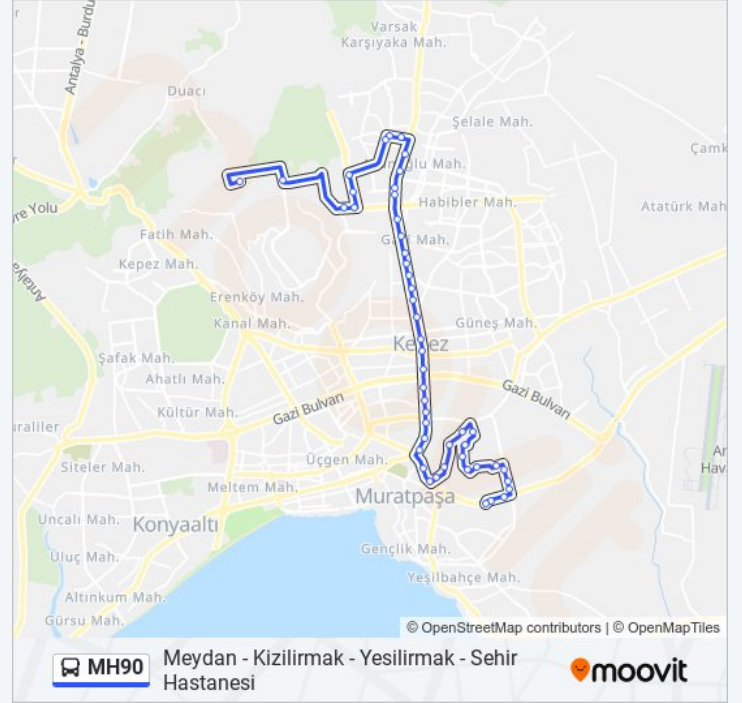 Varsak
Karşıyaka Mah.
Antalya - Burdu
Duacı
Şelale Mah.
Çamk
Habibler Mah.
Atatürk Mah
Fatih Mah.
Kepez Mah.
Erenköy Mah.
Kanal Mah.
Güneş Mah.
Kepez
Şafak Mah.
Ahatlı Mah.
Kültür Mah.
Gazi Bulvarı
Gazi Bulvarı
uraliler
Siteler Mah.
Üçgen Mah.
Meltem Mah.
Muratpaşa
Uncalı Mah.
Konyaaltı
Uluç Mah.
Gençlik Mah.
Yeşilbahçe Mah.
Altınkum Mah.
Gürsu Mah.
© OpenStreetMap contributors | © OpenMapTiles
MH90
Meydan - Kizilirmak - Yesilirmak - Sehir
Hastanesi
moovit